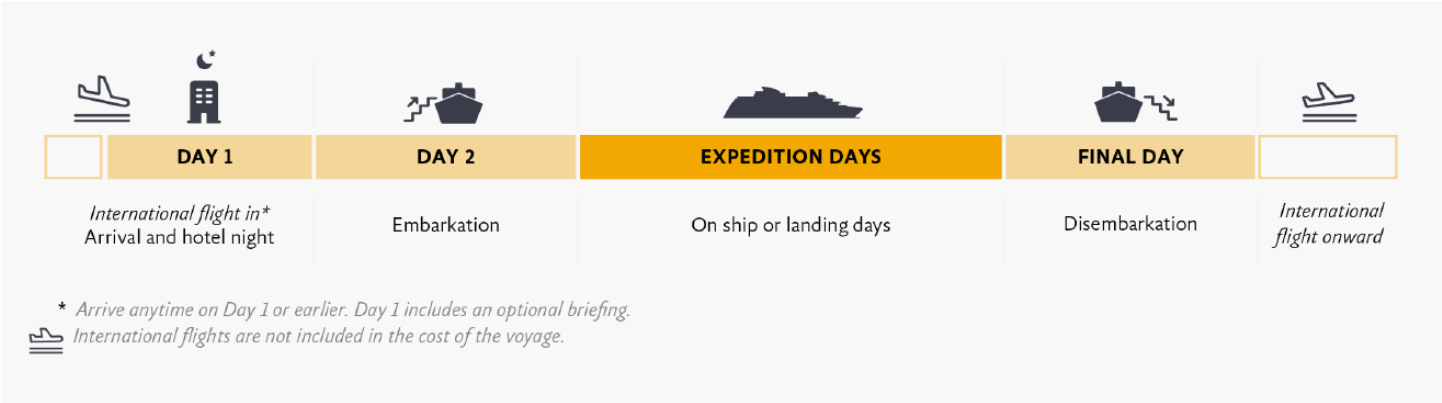 DAY 1
DAY 2
EXPEDITION DAYS
FINAL DAY
International flight in*
Arrival and hotel night
Embarkation
On ship or landing days
Disembarkation
International
flight onward
* Arrive anytime on Day 1 or earlier. Day 1 includes an optional briefing.
International flights are not included in the cost of the voyage.